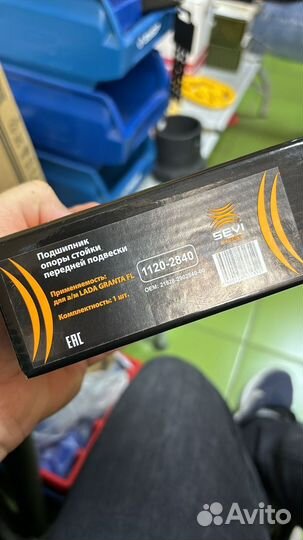 Подшипник
опоры стойки
передней подвески
Применяемость:
для а/м LADA GRANTA FL
Комплектность: 1 шт.
1120-2840
SEVI
EAC
Avito